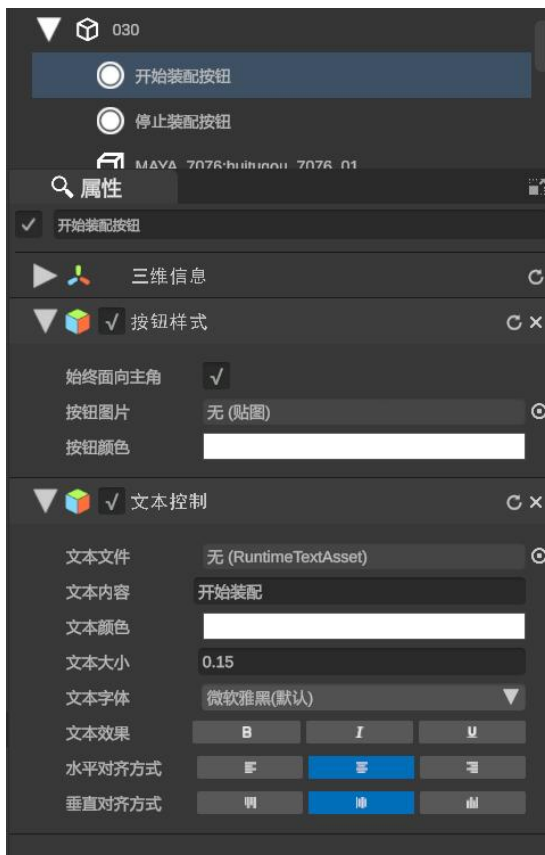 030
开始装配按钮
停止装配按钮
MAYA_7076:huitugou_7076_01
属性
开始装配按钮
三维信息
按钮样式
始终面向主角
按钮图片 无 (贴图)
按钮颜色
文本控制
文本文件 无 (RuntimeTextAsset)
文本内容 开始装配
文本颜色
文本大小 0.15
文本字体 微软雅黑(默认)
文本效果 B I U
水平对齐方式
垂直对齐方式